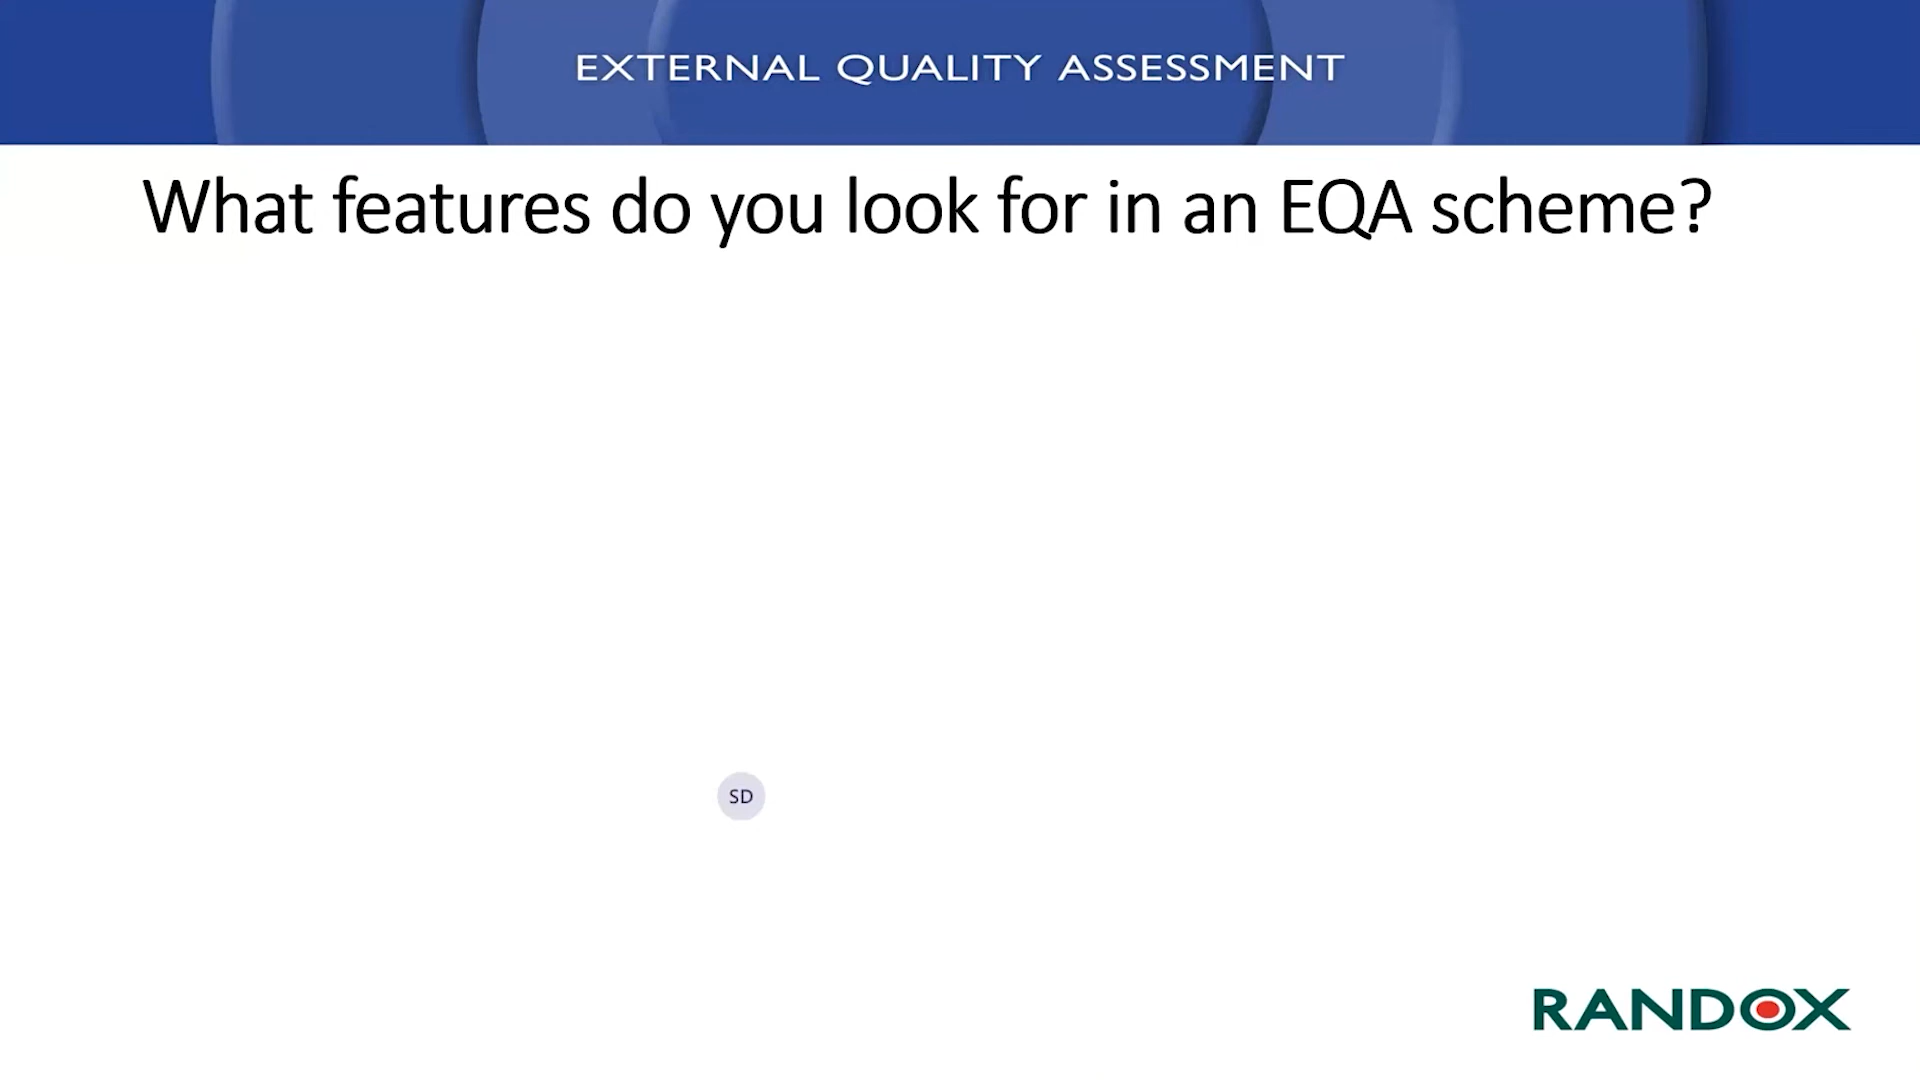 EXTERNAL QUALITY ASSESSMENT
What features do you look for in an EQA scheme?
SD
RANDOX